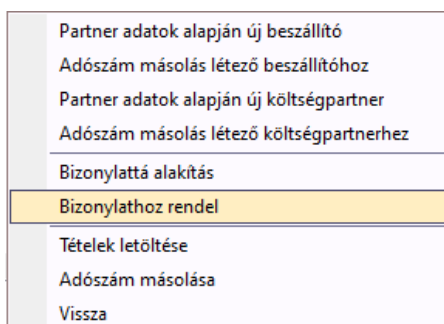 Partner adatok alapján új beszállító
Adószám másolás létező beszállítóhoz
Partner adatok alapján új költségpartner
Adószám másolás létező költségpartnerhez
Bizonylattá alakítás
Bizonylathoz rendel
Tételek letöltése
Adószám másolása
Vissza